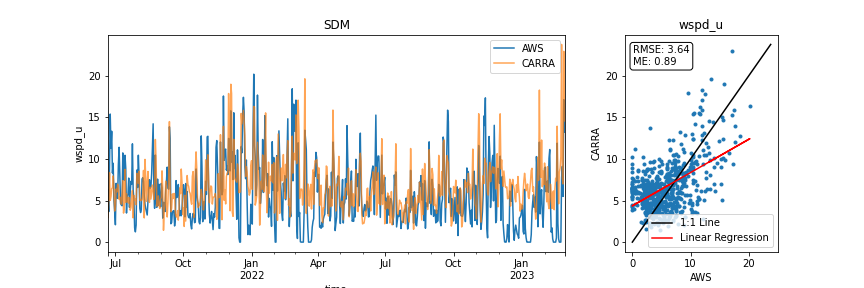 SDM
wspd_u
AWS
CARRA
20
15
10
5
0
wspd_u
Jul
Oct
Jan
2022
Apr
Jul
Oct
Jan
2023
time
wspd_u
RMSE: 3.64
ME: 0.89
20
15
10
5
0
CARRA
1:1 Line
Linear Regression
0
10
20
AWS